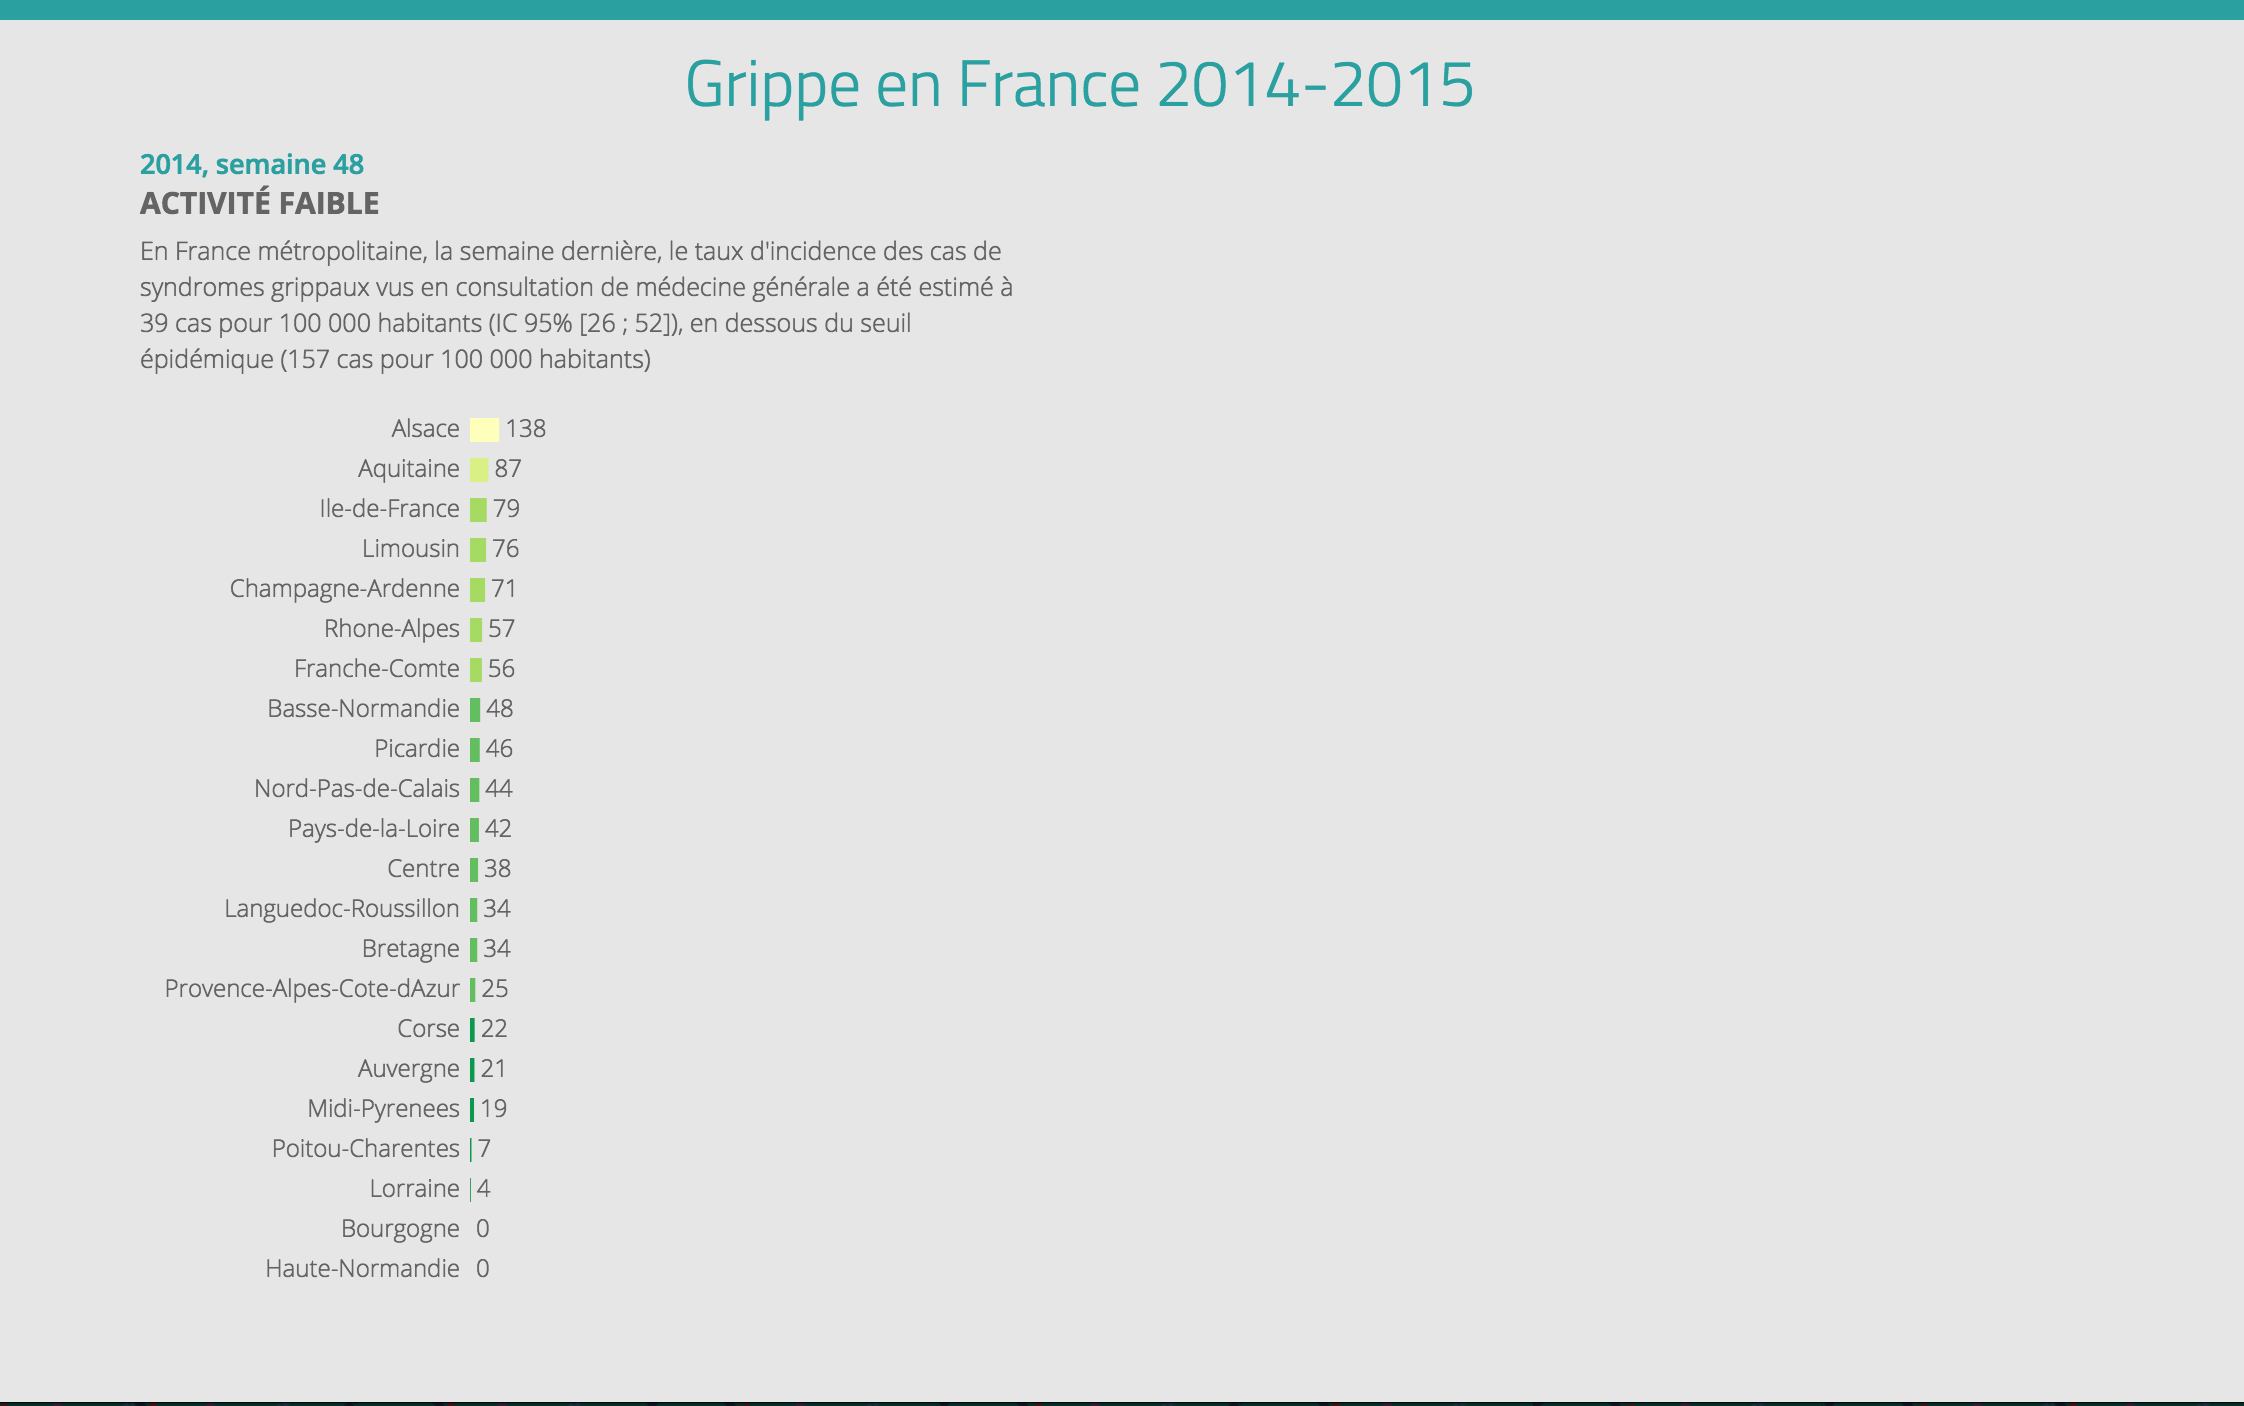 Grippe en France 2014-2015
2014, semaine 48
ACTIVITÉ FAIBLE
En France métropolitaine, la semaine dernière, le taux d'incidence des cas de
syndromes grippaux vus en consultation de médecine générale a été estimé à
39 cas pour 100 000 habitants (IC 95% [26 ; 52]), en dessous du seuil
épidémique (157 cas pour 100 000 habitants)
Alsace 138
Aquitaine 87
Ile-de-France 79
Limousin 76
Champagne-Ardenne 71
Rhone-Alpes 57
Franche-Comte 56
Basse-Normandie 48
Picardie 46
Nord-Pas-de-Calais 44
Pays-de-la-Loire 42
Centre 38
Languedoc-Roussillon 34
Bretagne 34
Provence-Alpes-Cote-dAzur 25
Corse 22
Auvergne 21
Midi-Pyrenees 19
Poitou-Charentes 7
Lorraine 4
Bourgogne 0
Haute-Normandie 0